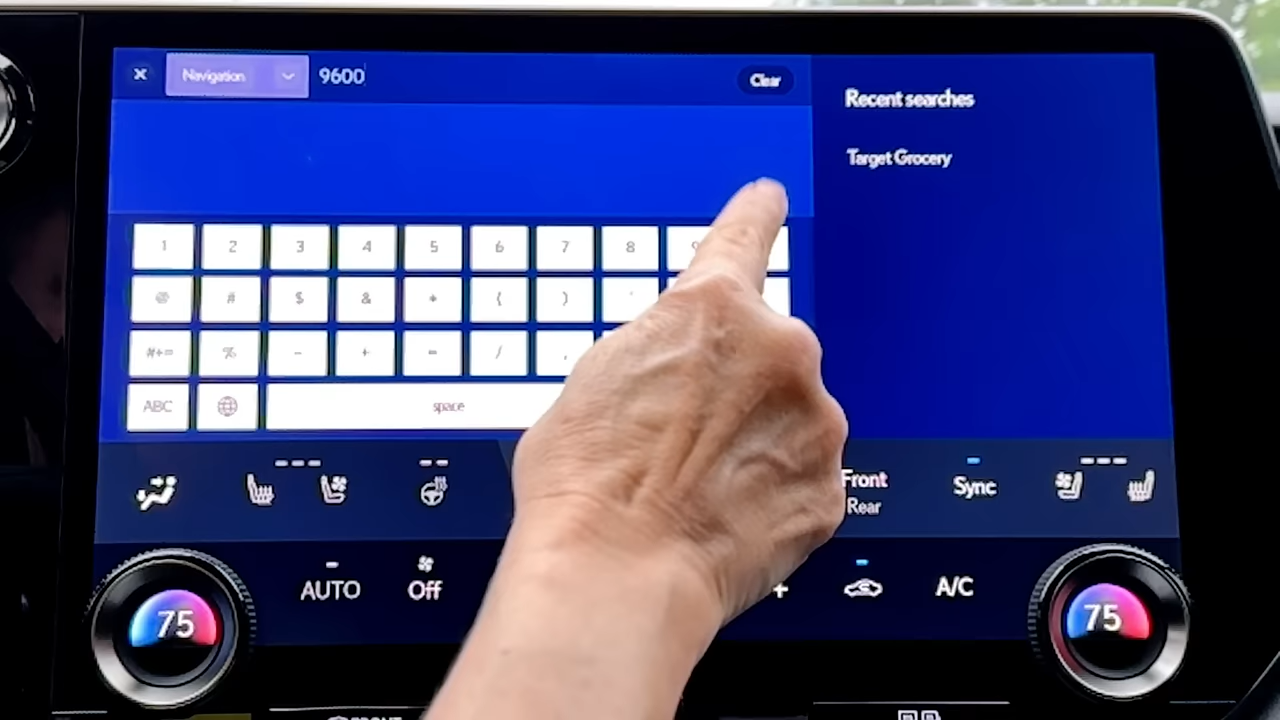 Navigation 9600 Clear
Recent searches
Target Grocery
1 2 3 4 5 6 7 8
@ # $ & * ( )
#+= % - + = / ,
ABC space
Front
Rear
Sync
AUTO Off + A/C
75 75
FRONT